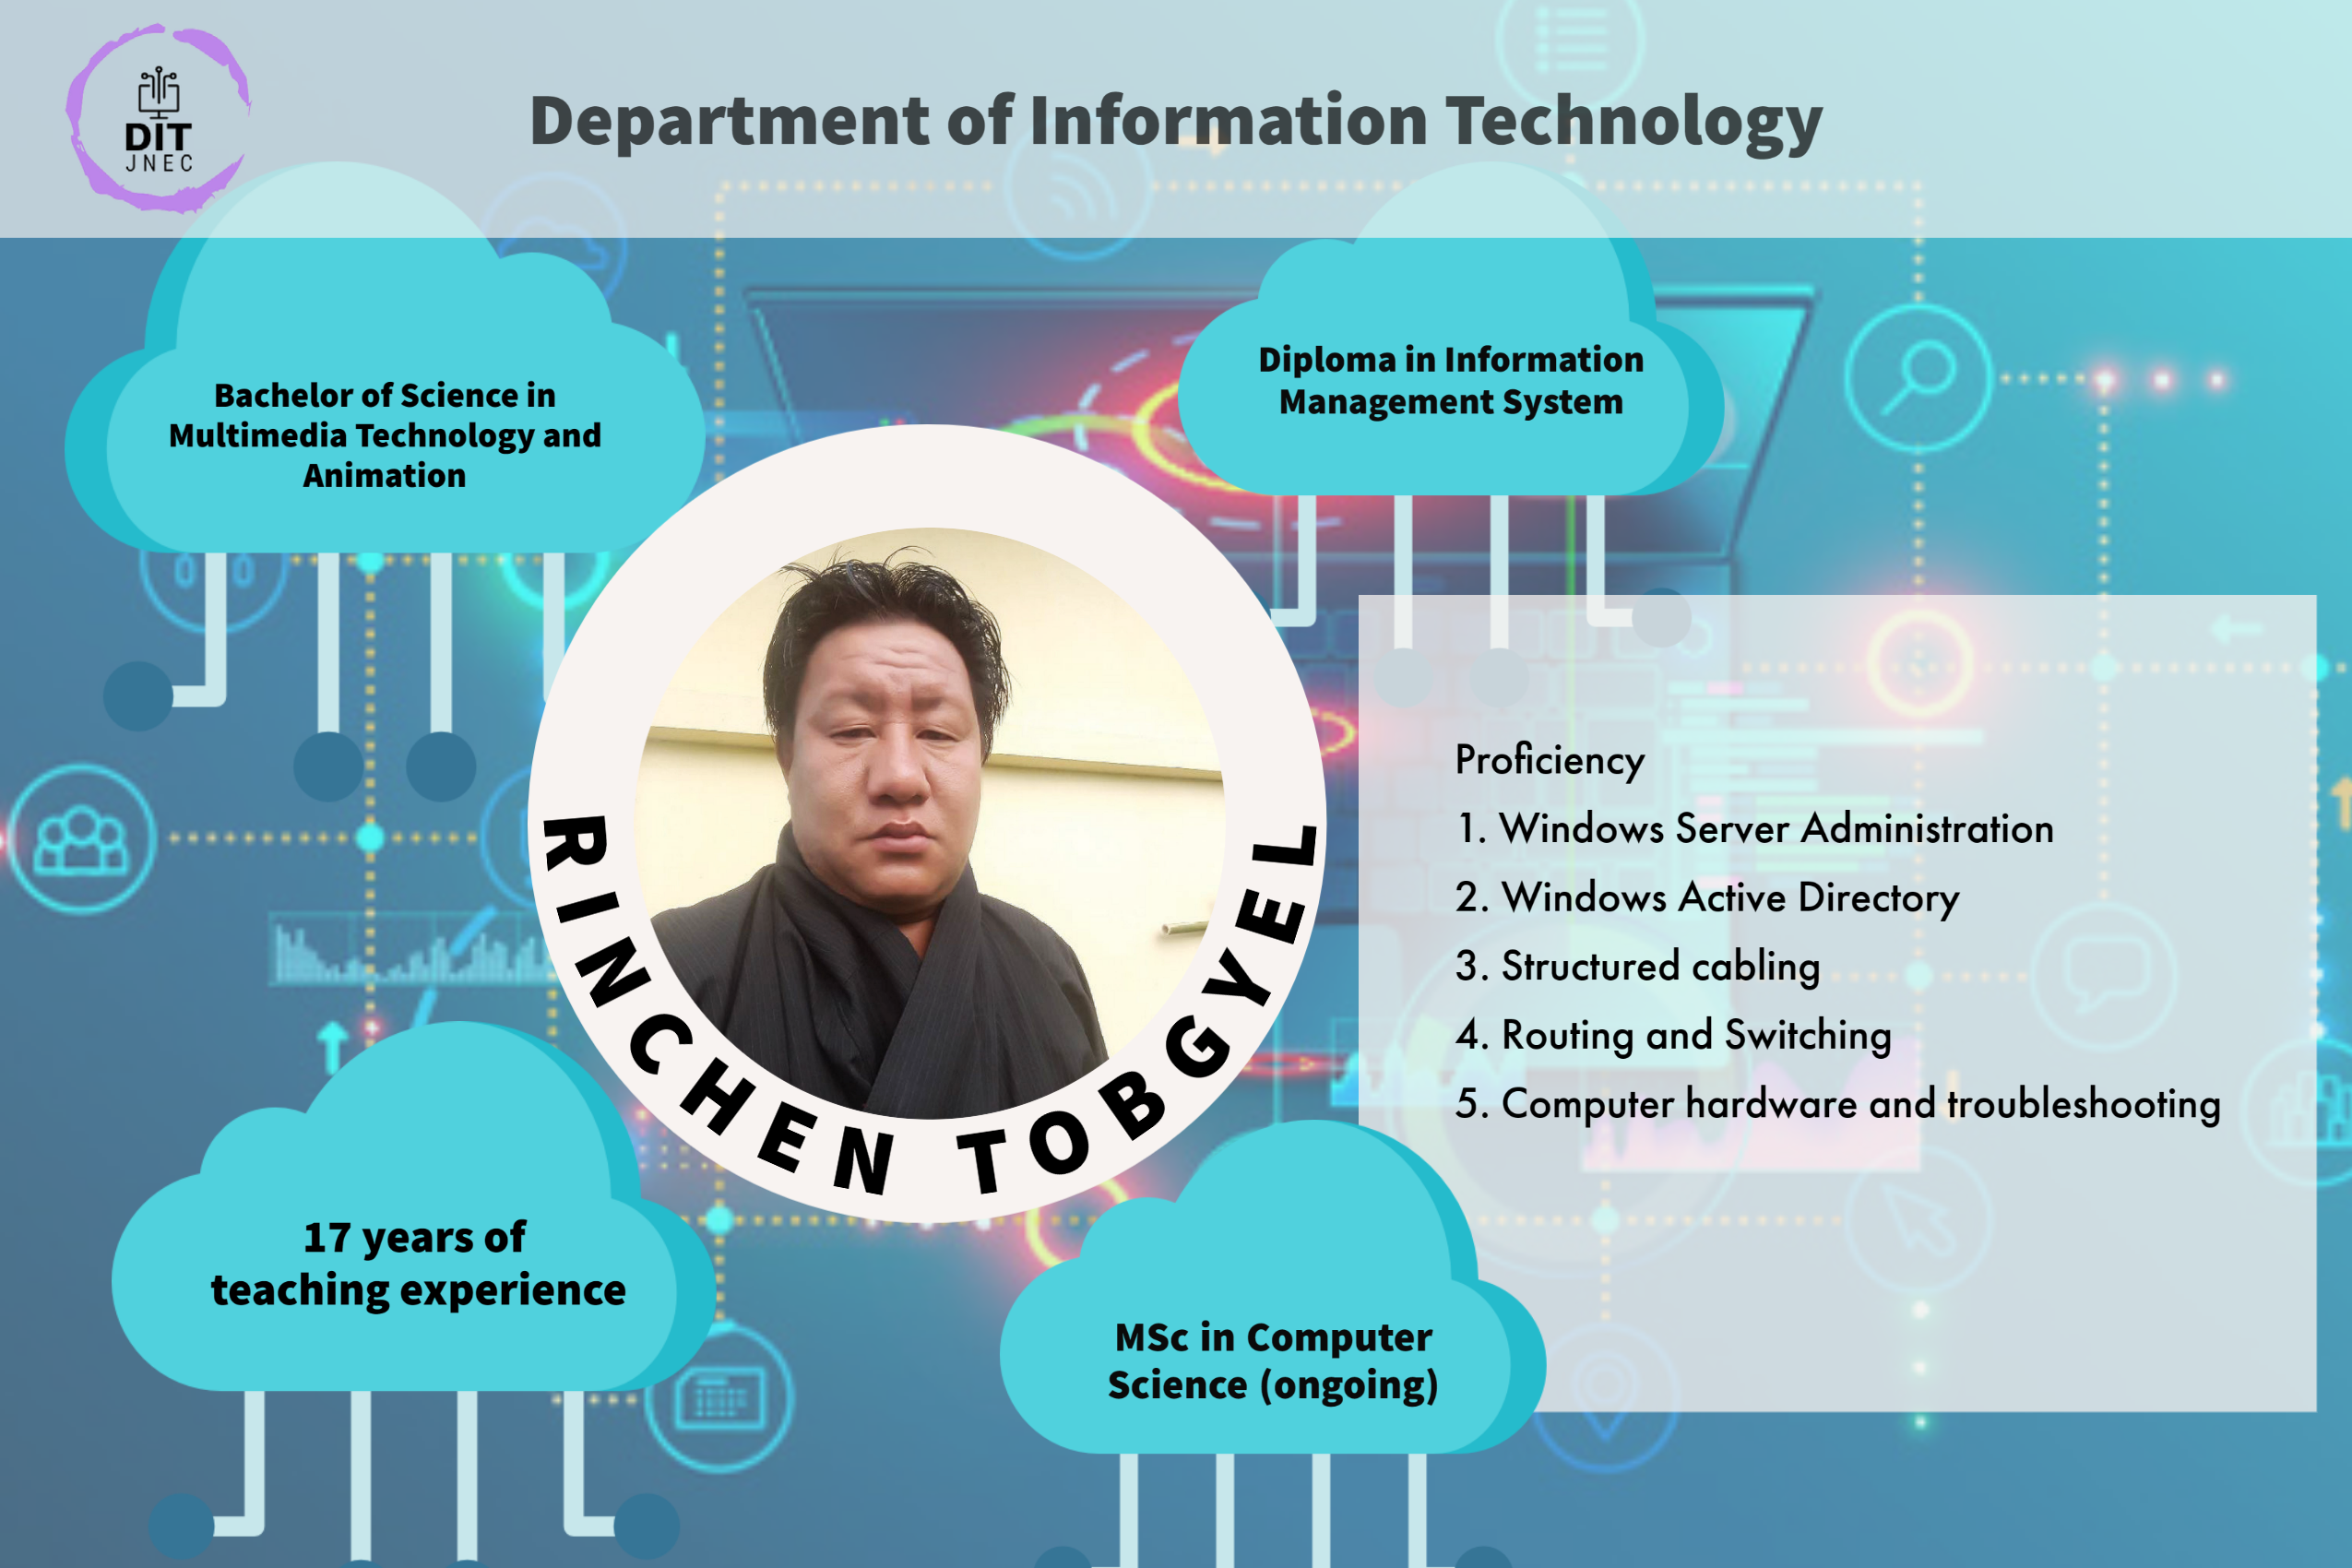 DIT
JNEC
Department of Information Technology
Bachelor of Science in
Multimedia Technology and
Animation
Diploma in Information
Management System
RINCHEN TOBGYEL
Proficiency
1. Windows Server Administration
2. Windows Active Directory
3. Structured cabling
4. Routing and Switching
5. Computer hardware and troubleshooting
17 years of
teaching experience
MSc in Computer
Science (ongoing)